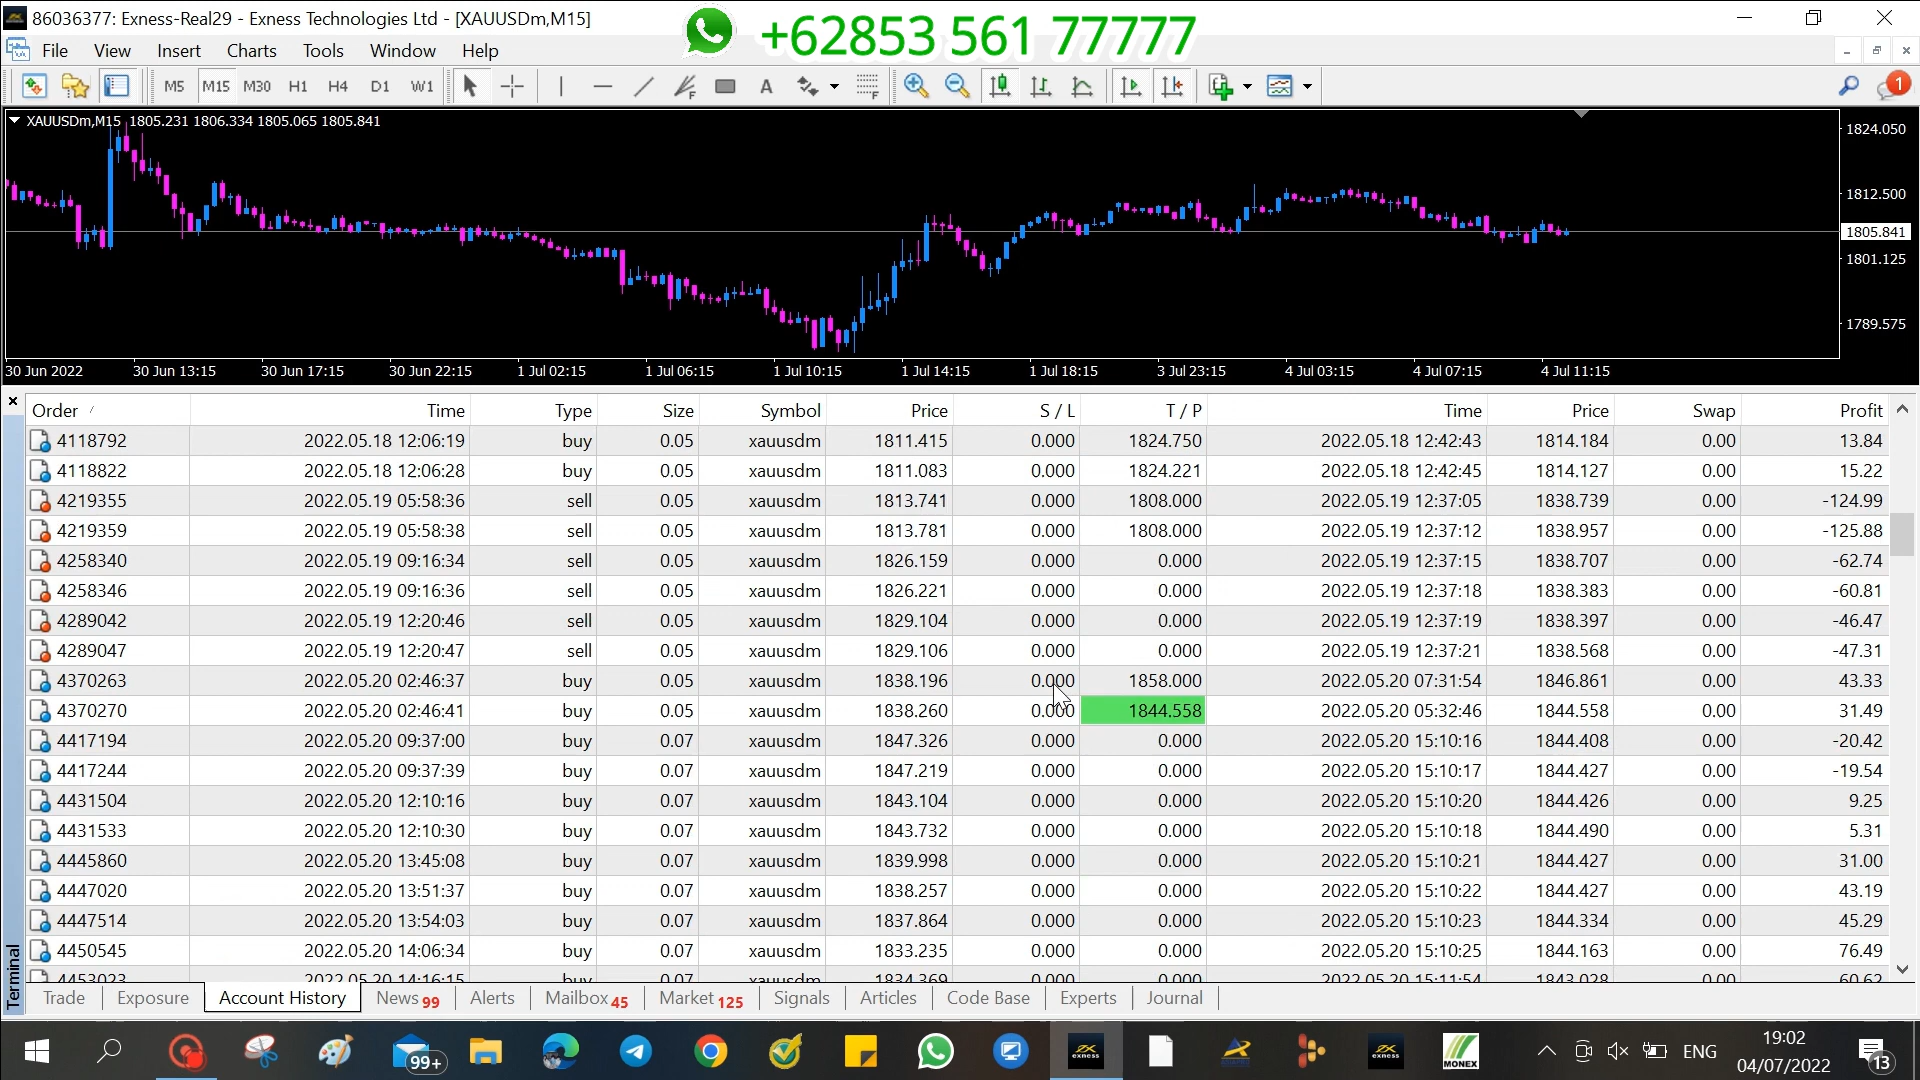 86036377: Exness-Real29 - Exness Technologies Ltd - [XAUUSDm,M15]
+62853 561 77777
File View Insert Charts Tools Window Help
M5 M15 M30 H1 H4 D1 W1 A 1
XAUUSDm,M15 1805.231 1806.334 1805.065 1805.841
1824.050
1812.500
1805.841
1801.125
1789.575
30 Jun 2022 30 Jun 13:15 30 Jun 17:15 30 Jun 22:15 1 Jul 02:15 1 Jul 06:15 1 Jul 10:15 1 Jul 14:15 1 Jul 18:15 3 Jul 23:15 4 Jul 03:15 4 Jul 07:15 4 Jul 11:15
Order Time Type Size Symbol Price S / L T / P Time Price Swap Profit
4118792 2022.05.18 12:06:19 buy 0.05 xauusdm 1811.415 0.000 1824.750 2022.05.18 12:42:43 1814.184 0.00 13.84
4118822 2022.05.18 12:06:28 buy 0.05 xauusdm 1811.083 0.000 1824.221 2022.05.18 12:42:45 1814.127 0.00 15.22
4219355 2022.05.19 05:58:36 sell 0.05 xauusdm 1813.741 0.000 1808.000 2022.05.19 12:37:05 1838.739 0.00 -124.99
4219359 2022.05.19 05:58:38 sell 0.05 xauusdm 1813.781 0.000 1808.000 2022.05.19 12:37:12 1838.957 0.00 -125.88
4258340 2022.05.19 09:16:34 sell 0.05 xauusdm 1826.159 0.000 0.000 2022.05.19 12:37:15 1838.707 0.00 -62.74
4258346 2022.05.19 09:16:36 sell 0.05 xauusdm 1826.221 0.000 0.000 2022.05.19 12:37:18 1838.383 0.00 -60.81
4289042 2022.05.19 12:20:46 sell 0.05 xauusdm 1829.104 0.000 0.000 2022.05.19 12:37:19 1838.397 0.00 -46.47
4289047 2022.05.19 12:20:47 sell 0.05 xauusdm 1829.106 0.000 0.000 2022.05.19 12:37:21 1838.568 0.00 -47.31
4370263 2022.05.20 02:46:37 buy 0.05 xauusdm 1838.196 0.000 1858.000 2022.05.20 07:31:54 1846.861 0.00 43.33
4370270 2022.05.20 02:46:41 buy 0.05 xauusdm 1838.260 0.000 1844.558 2022.05.20 05:32:46 1844.558 0.00 31.49
4417194 2022.05.20 09:37:00 buy 0.07 xauusdm 1847.326 0.000 0.000 2022.05.20 15:10:16 1844.408 0.00 -20.42
4417244 2022.05.20 09:37:39 buy 0.07 xauusdm 1847.219 0.000 0.000 2022.05.20 15:10:17 1844.427 0.00 -19.54
4431504 2022.05.20 12:10:16 buy 0.07 xauusdm 1843.104 0.000 0.000 2022.05.20 15:10:20 1844.426 0.00 9.25
4431533 2022.05.20 12:10:30 buy 0.07 xauusdm 1843.732 0.000 0.000 2022.05.20 15:10:18 1844.490 0.00 5.31
4445860 2022.05.20 13:45:08 buy 0.07 xauusdm 1839.998 0.000 0.000 2022.05.20 15:10:21 1844.427 0.00 31.00
4447020 2022.05.20 13:51:37 buy 0.07 xauusdm 1838.257 0.000 0.000 2022.05.20 15:10:22 1844.427 0.00 43.19
4447514 2022.05.20 13:54:03 buy 0.07 xauusdm 1837.864 0.000 0.000 2022.05.20 15:10:23 1844.334 0.00 45.29
4450545 2022.05.20 14:06:34 buy 0.07 xauusdm 1833.235 0.000 0.000 2022.05.20 15:10:25 1844.163 0.00 76.49
4453023 2022.05.20 14:16:15 buy 0.07 xauusdm 1834.369 0.000 0.000 2022.05.20 15:11:54 1843.028 0.00 60.62
Terminal
Trade Exposure Account History News 99 Alerts Mailbox 45 Market 125 Signals Articles Code Base Experts Journal
99+ exness exness MONEX ENG 19:02
04/07/2022 13